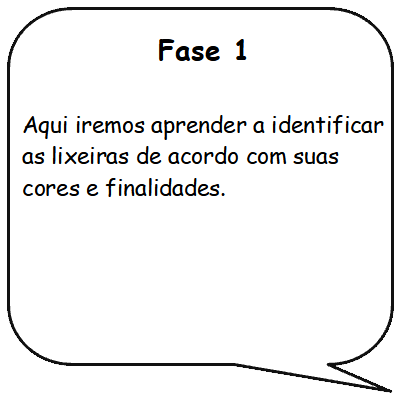 Fase 1
Aqui iremos aprender a identificar
as lixeiras de acordo com suas
cores e finalidades.